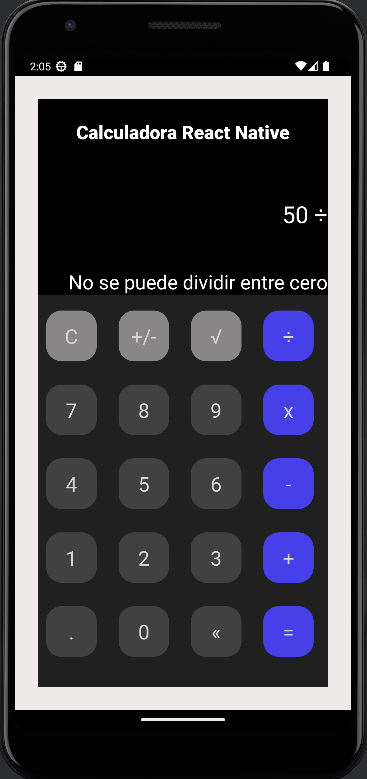 2:05
Calculadora React Native
50 ÷
No se puede dividir entre cero
C +/- √ ÷
7 8 9 x
4 5 6 -
1 2 3 +
. 0 « =